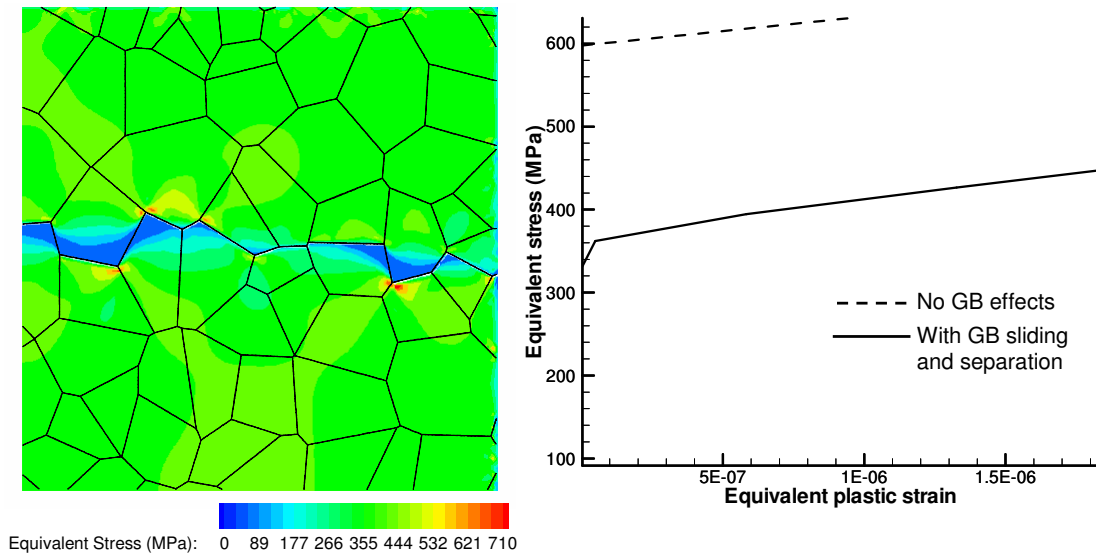 Equivalent Stress (MPa): 0 89 177 266 355 444 532 621 710
Equivalent stress (MPa)
600
500
400
300
200
100
5E-07 1E-06 1.5E-06
Equivalent plastic strain
No GB effects
With GB sliding
and separation